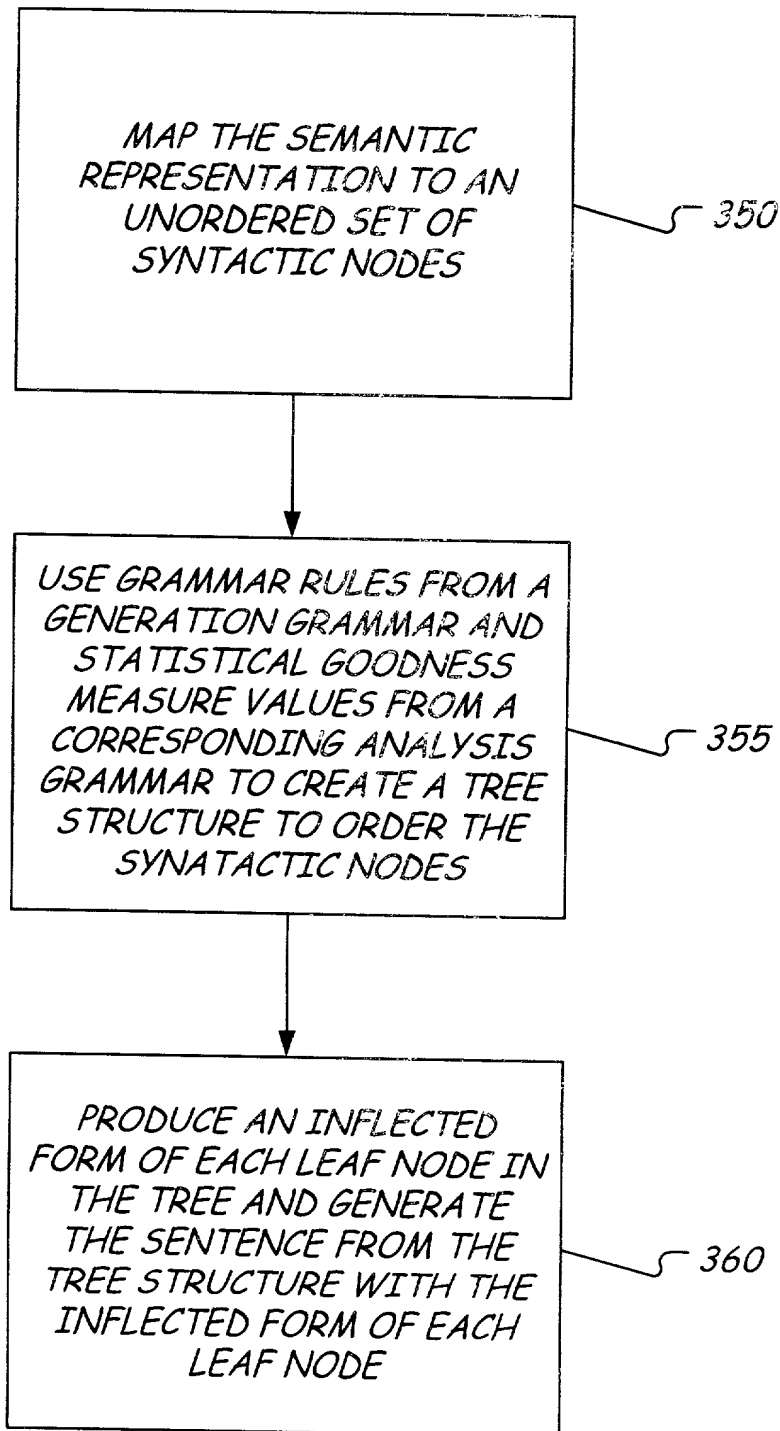 MAP THE SEMANTIC
REPRESENTATION TO AN
UNORDERED SET OF
SYNTACTIC NODES
350
USE GRAMMAR RULES FROM A
GENERATION GRAMMAR AND
STATISTICAL GOODNESS
MEASURE VALUES FROM A
CORRESPONDING ANALYSIS
GRAMMAR TO CREATE A TREE
STRUCTURE TO ORDER THE
SYNATACTIC NODES
355
PRODUCE AN INFLECTED
FORM OF EACH LEAF NODE IN
THE TREE AND GENERATE
THE SENTENCE FROM THE
TREE STRUCTURE WITH THE
INFLECTED FORM OF EACH
LEAF NODE
360